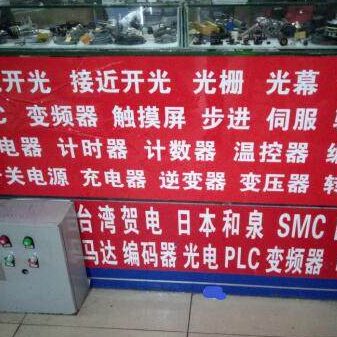 开光 接近开光 光栅 光幕
C 变频器 触摸屏 步进 伺服
电器 计时器 计数器 温控器
关电源 充电器 逆变器 变压器 转
台湾贺电 日本和泉 SMC
马达 编码器 光电 PLC 变频器